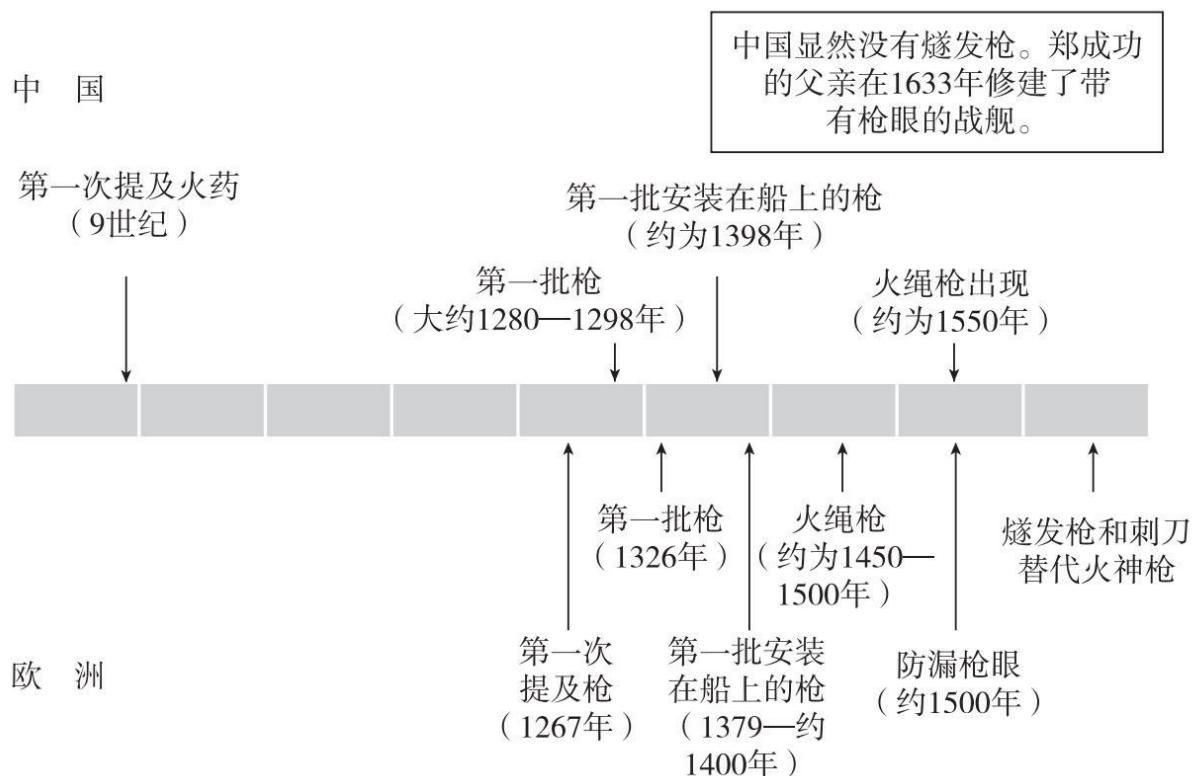 中国显然没有燧发枪。郑成功
的父亲在1633年修建了带
有枪眼的战舰。
中 国
第一次提及火药
（9世纪）
第一批安装在船上的枪
（约为1398年）
第一批枪
（大约1280—1298年）
火绳枪出现
（约为1550年）
第一批枪
（1326年）
火绳枪
（约为1450—
1500年）
燧发枪和刺刀
替代火神枪
欧 洲
第一次
提及枪
（1267年）
第一批安装
在船上的枪
（1379—约
1400年）
防漏枪眼
（约1500年）